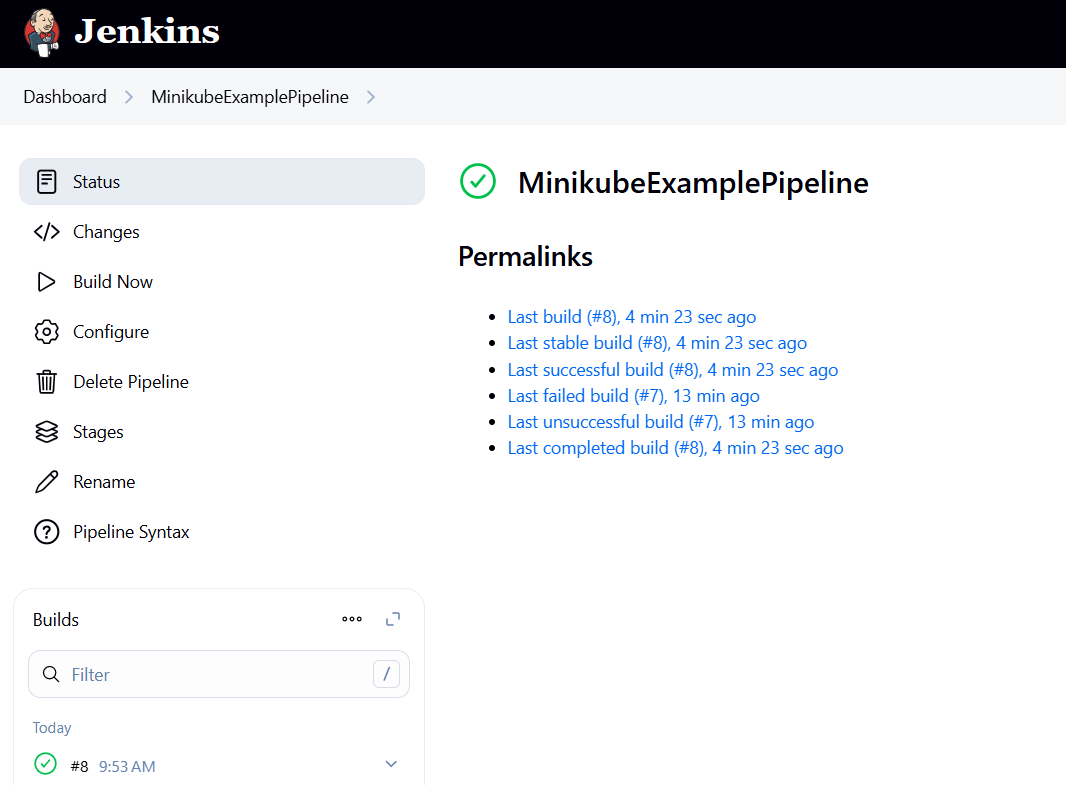 Jenkins
Dashboard
MinikubeExamplePipeline
Status
Changes
Build Now
Configure
Delete Pipeline
Stages
Rename
Pipeline Syntax
Builds
Filter
/
Today
#8 9:53 AM
MinikubeExamplePipeline
Permalinks
Last build (#8), 4 min 23 sec ago
Last stable build (#8), 4 min 23 sec ago
Last successful build (#8), 4 min 23 sec ago
Last failed build (#7), 13 min ago
Last unsuccessful build (#7), 13 min ago
Last completed build (#8), 4 min 23 sec ago